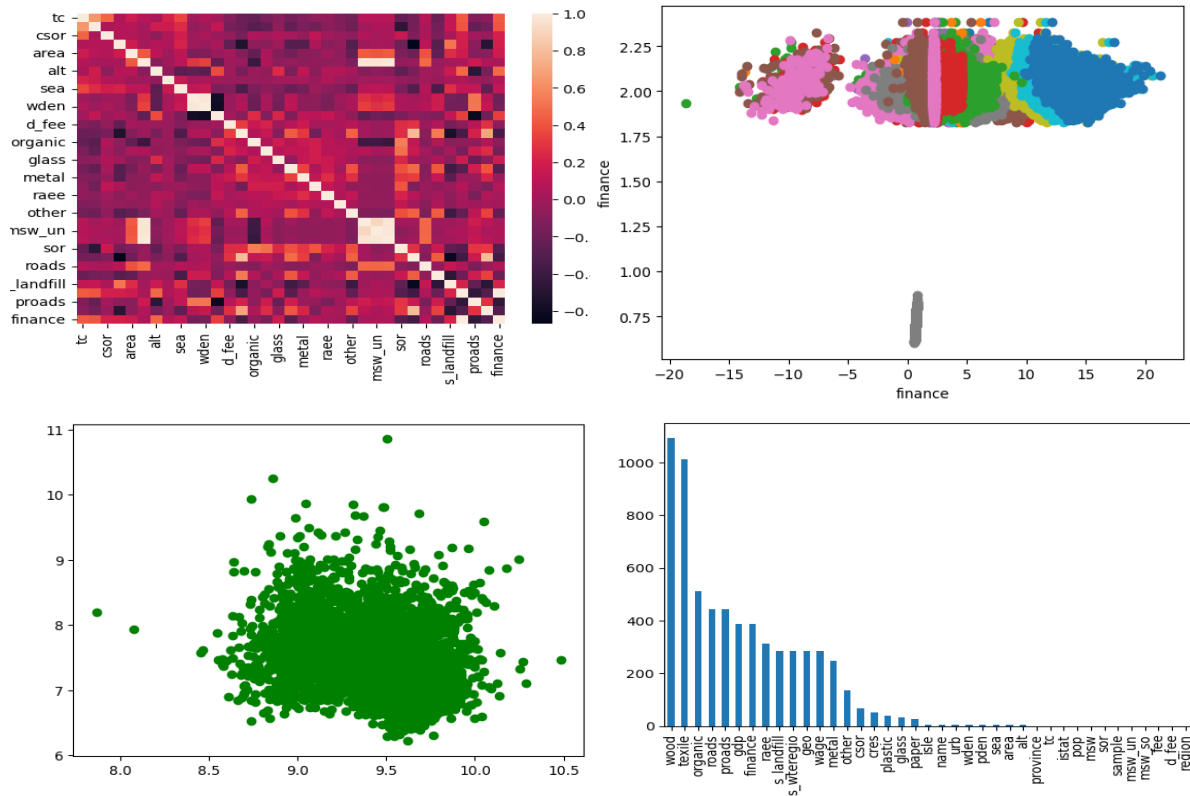 tc
csor
area
alt
sea
wden
d_fee
organic
glass
metal
raee
other
msw_un
sor
roads
_landfill
proads
finance
1.0
0.8
0.6
0.4
0.2
0.0
−0.
−0.
−0.
tc
csor
area
alt
sea
wden
d_fee
organic
glass
metal
raee
other
msw_un
sor
roads
s_landfill
proads
finance
2.25
2.00
1.75
1.50
1.25
1.00
0.75
finance
−20 −15 −10 −5 0 5 10 15 20
finance
11
10
9
8
7
6
8.0 8.5 9.0 9.5 10.0 10.5
1000
800
600
400
200
0
wood
textile
organic
roads
proads
gdp
finance
raee
s_landfill
s_wteregio
geo
wage
metal
other
csor
cres
plastic
glass
paper
isle
name
urb
wden
pden
sea
area
alt
province
tc
istat
pop
msw
sor
sample
msw_un
msw_so
fee
d_fee
region